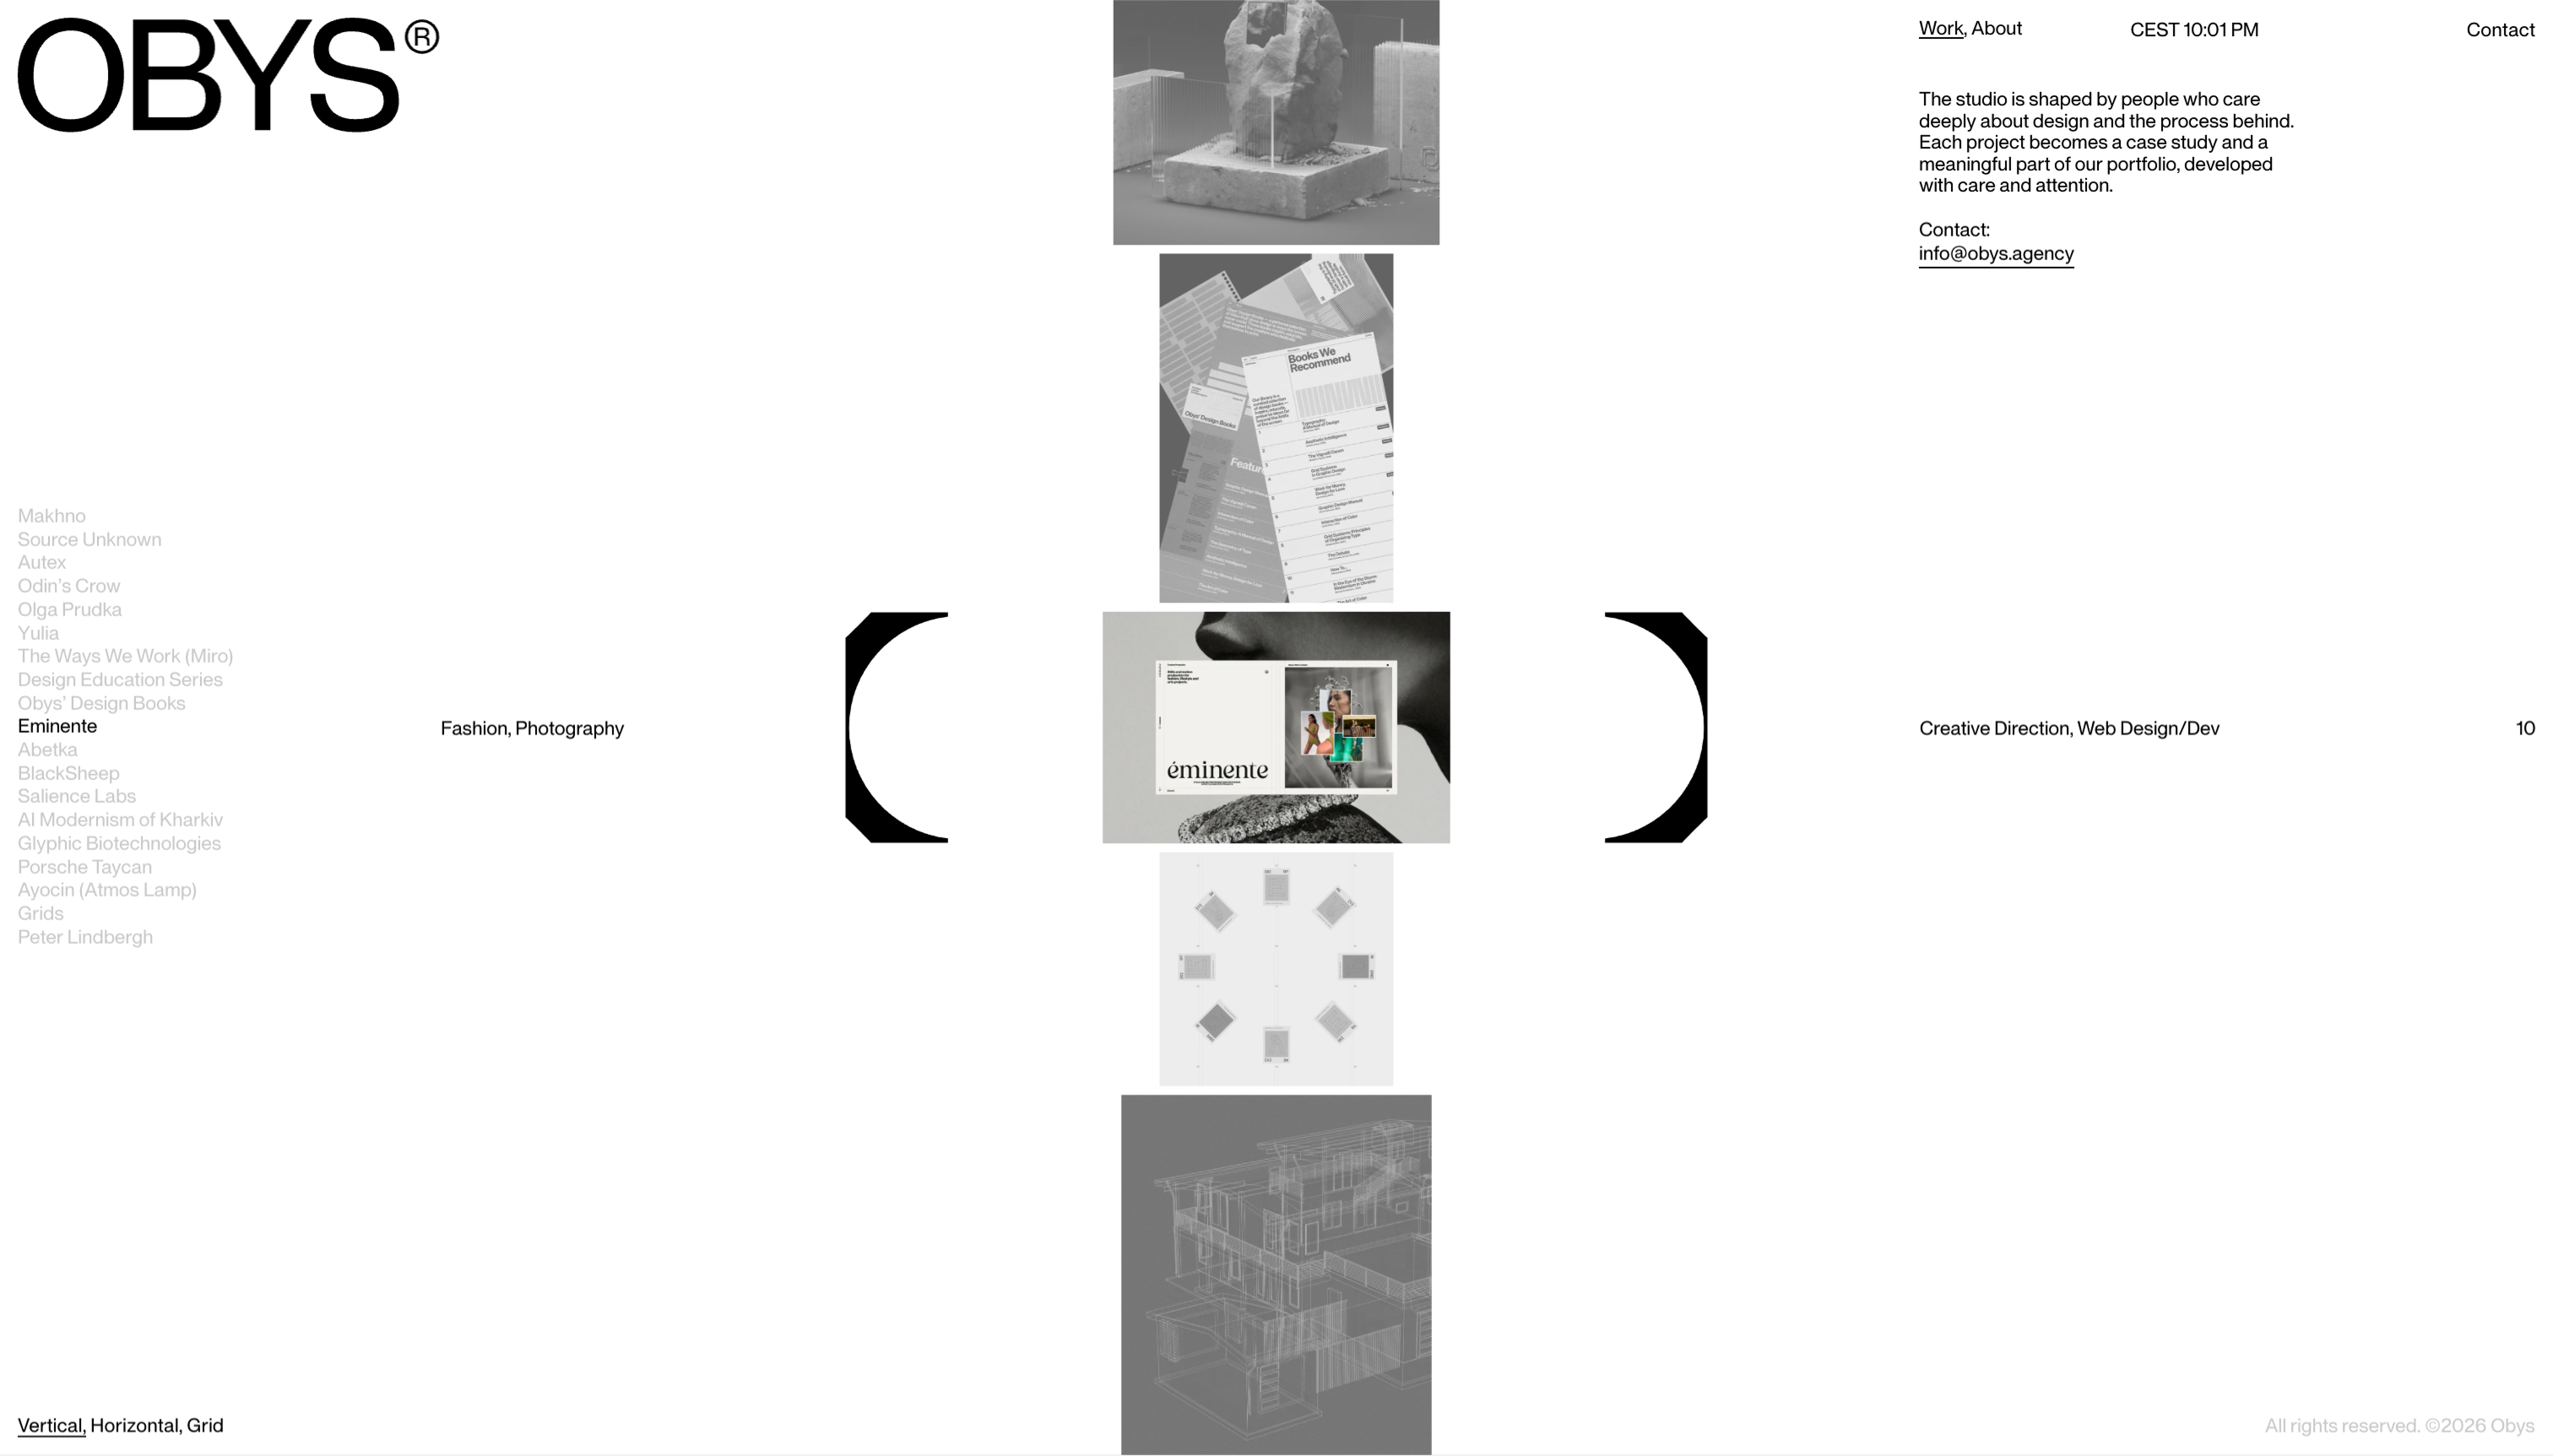 OBYS®
Work, About
CEST 10:01 PM
Contact
The studio is shaped by people who care
deeply about design and the process behind.
Each project becomes a case study and a
meaningful part of our portfolio, developed
with care and attention.
Contact:
info@obys.agency
Books We
Recommend
Obys' Design Books
Makhno
Source Unknown
Autex
Odin's Crow
Olga Prudka
Yulia
The Ways We Work (Miro)
Design Education Series
Obys' Design Books
Eminente
Abetka
BlackSheep
Salience Labs
AI Modernism of Kharkiv
Glyphic Biotechnologies
Porsche Taycan
Ayocin (Atmos Lamp)
Grids
Peter Lindbergh
Fashion, Photography
éminente
Creative Direction, Web Design/Dev
10
Vertical, Horizontal, Grid
All rights reserved. ©2026 Obys